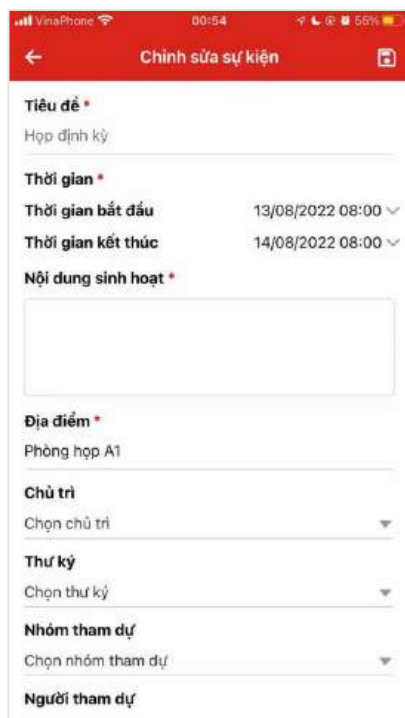 VinaPhone 00:54 55%
Chỉnh sửa sự kiện
Tiêu đề *
Họp định kỳ
Thời gian *
Thời gian bắt đầu 13/08/2022 08:00
Thời gian kết thúc 14/08/2022 08:00
Nội dung sinh hoạt *
Địa điểm *
Phòng họp A1
Chủ trì
Chọn chủ trì
Thư ký
Chọn thư ký
Nhóm tham dự
Chọn nhóm tham dự
Người tham dự